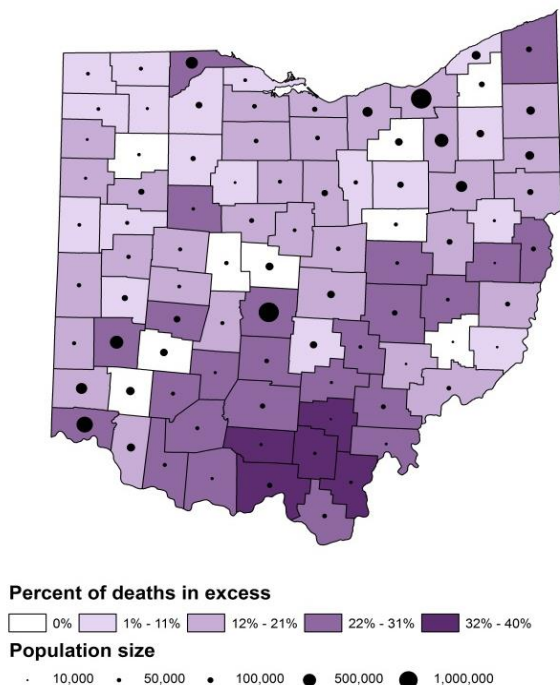 Percent of deaths in excess
0% 1% - 11% 12% - 21% 22% - 31% 32% - 40%
Population size
10,000 50,000 100,000 500,000 1,000,000